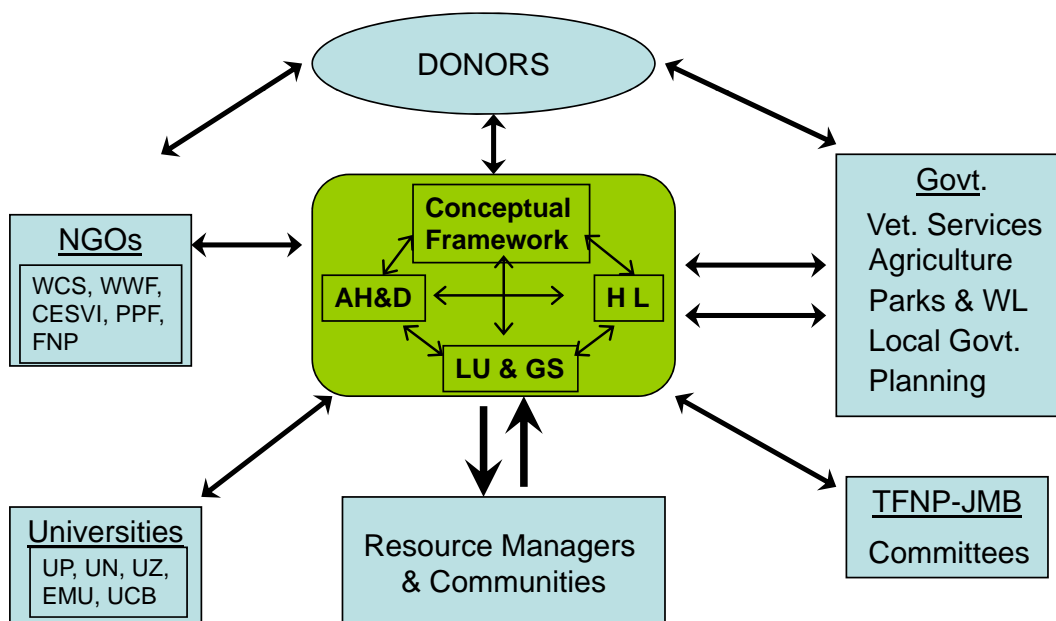 DONORS
NGOs
WCS, WWF,
CESVI, PPF,
FNP
Conceptual
Framework
AH&D
H L
LU & GS
Govt.
Vet. Services
Agriculture
Parks & WL
Local Govt.
Planning
Universities
UP, UN, UZ,
EMU, UCB
Resource Managers
& Communities
TFNP-JMB
Committees